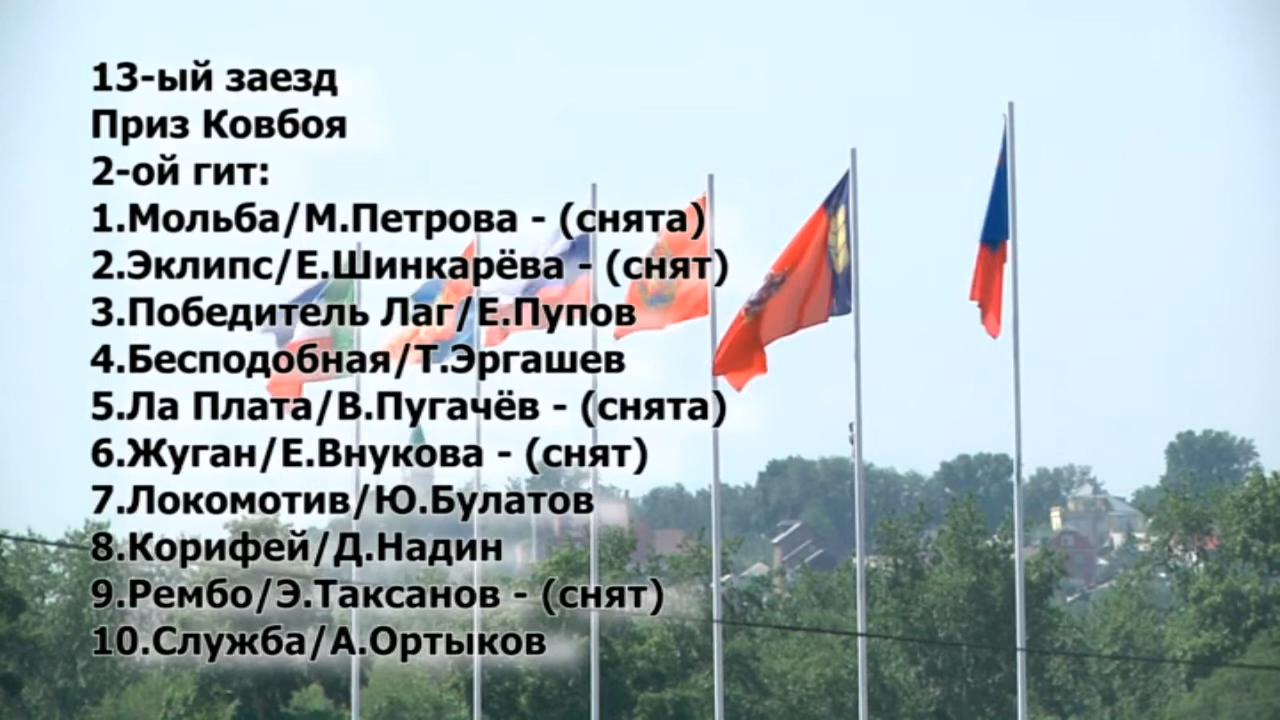 13-ый заезд
Приз Ковбоя
2-ой гит:
1.Мольба/М.Петрова - (снята)
2.Эклипс/Е.Шинкарёва - (снят)
3.Победитель Лаг/Е.Пупов
4.Бесподобная/Т.Эргашев
5.Ла Плата/В.Пугачёв - (снята)
6.Жуган/Е.Внукова - (снят)
7.Локомотив/Ю.Булатов
8.Корифей/Д.Надин
9.Рембо/Э.Таксанов - (снят)
10.Служба/А.Ортыков